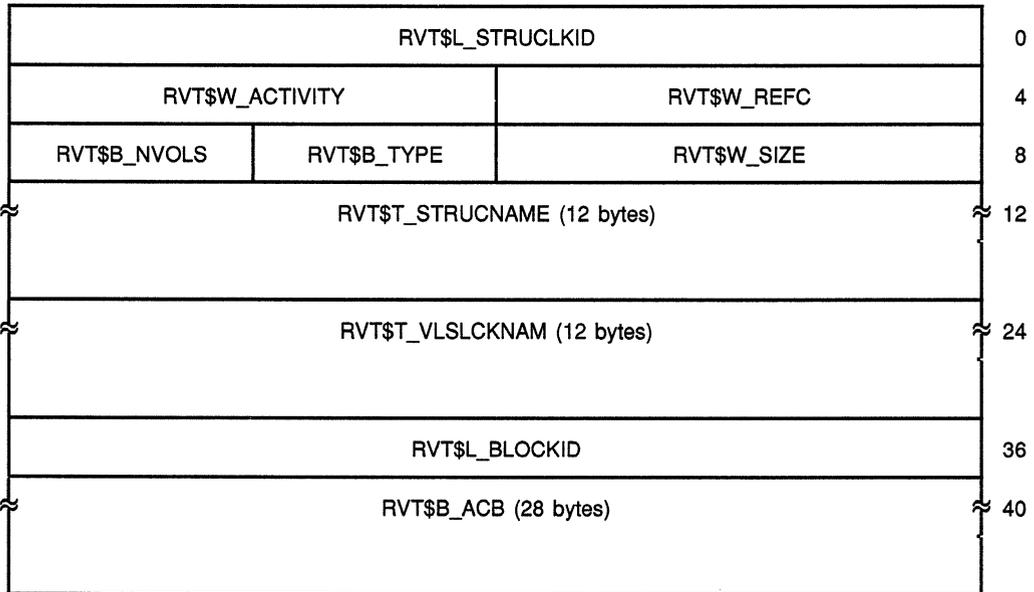 RVT$L_STRUCLKID 0
RVT$W_ACTIVITY RVT$W_REFC 4
RVT$B_NVOLS RVT$B_TYPE RVT$W_SIZE 8
RVT$T_STRUCNAME (12 bytes) 12
RVT$T_VLSLCKNAM (12 bytes) 24
RVT$L_BLOCKID 36
RVT$B_ACB (28 bytes) 40